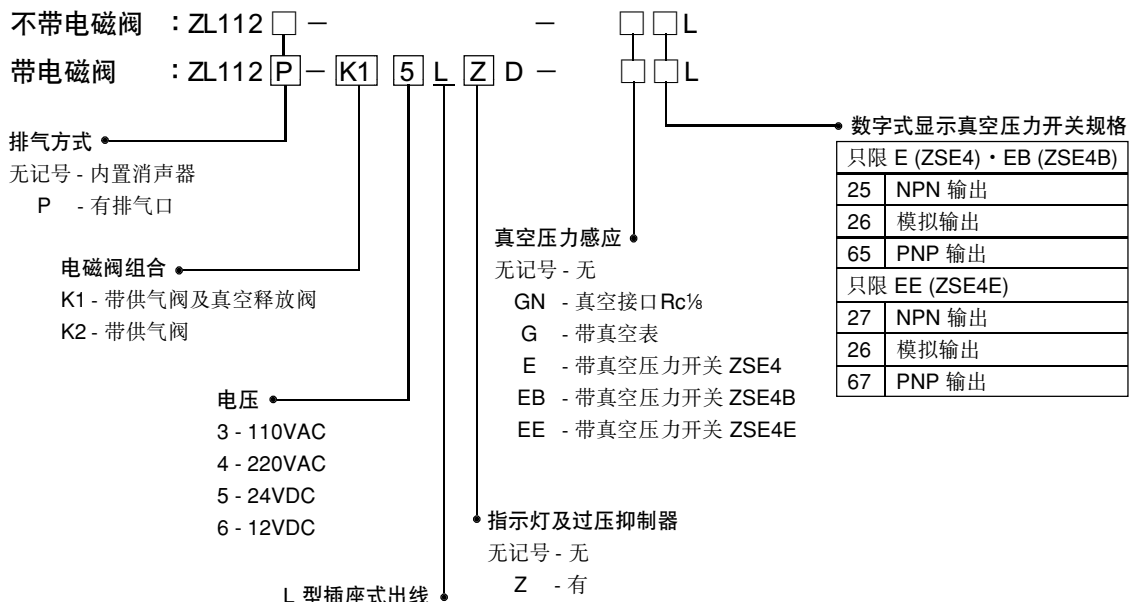 不带电磁阀 : ZL112 □ － － □ □ L
带电磁阀 : ZL112 P － K1 5 L Z D － □ □ L
排气方式
无记号 - 内置消声器
P - 有排气口
电磁阀组合
K1 - 带供气阀及真空释放阀
K2 - 带供气阀
电压
3 - 110VAC
4 - 220VAC
5 - 24VDC
6 - 12VDC
L 型插座式出线
指示灯及过压抑制器
无记号 - 无
Z - 有
真空压力感应
无记号 - 无
GN - 真空接口Rc⅛
G - 带真空表
E - 带真空压力开关 ZSE4
EB - 带真空压力开关 ZSE4B
EE - 带真空压力开关 ZSE4E
数字式显示真空压力开关规格
只限 E (ZSE4)・EB (ZSE4B)
25 NPN 输出
26 模拟输出
65 PNP 输出
只限 EE (ZSE4E)
27 NPN 输出
26 模拟输出
67 PNP 输出